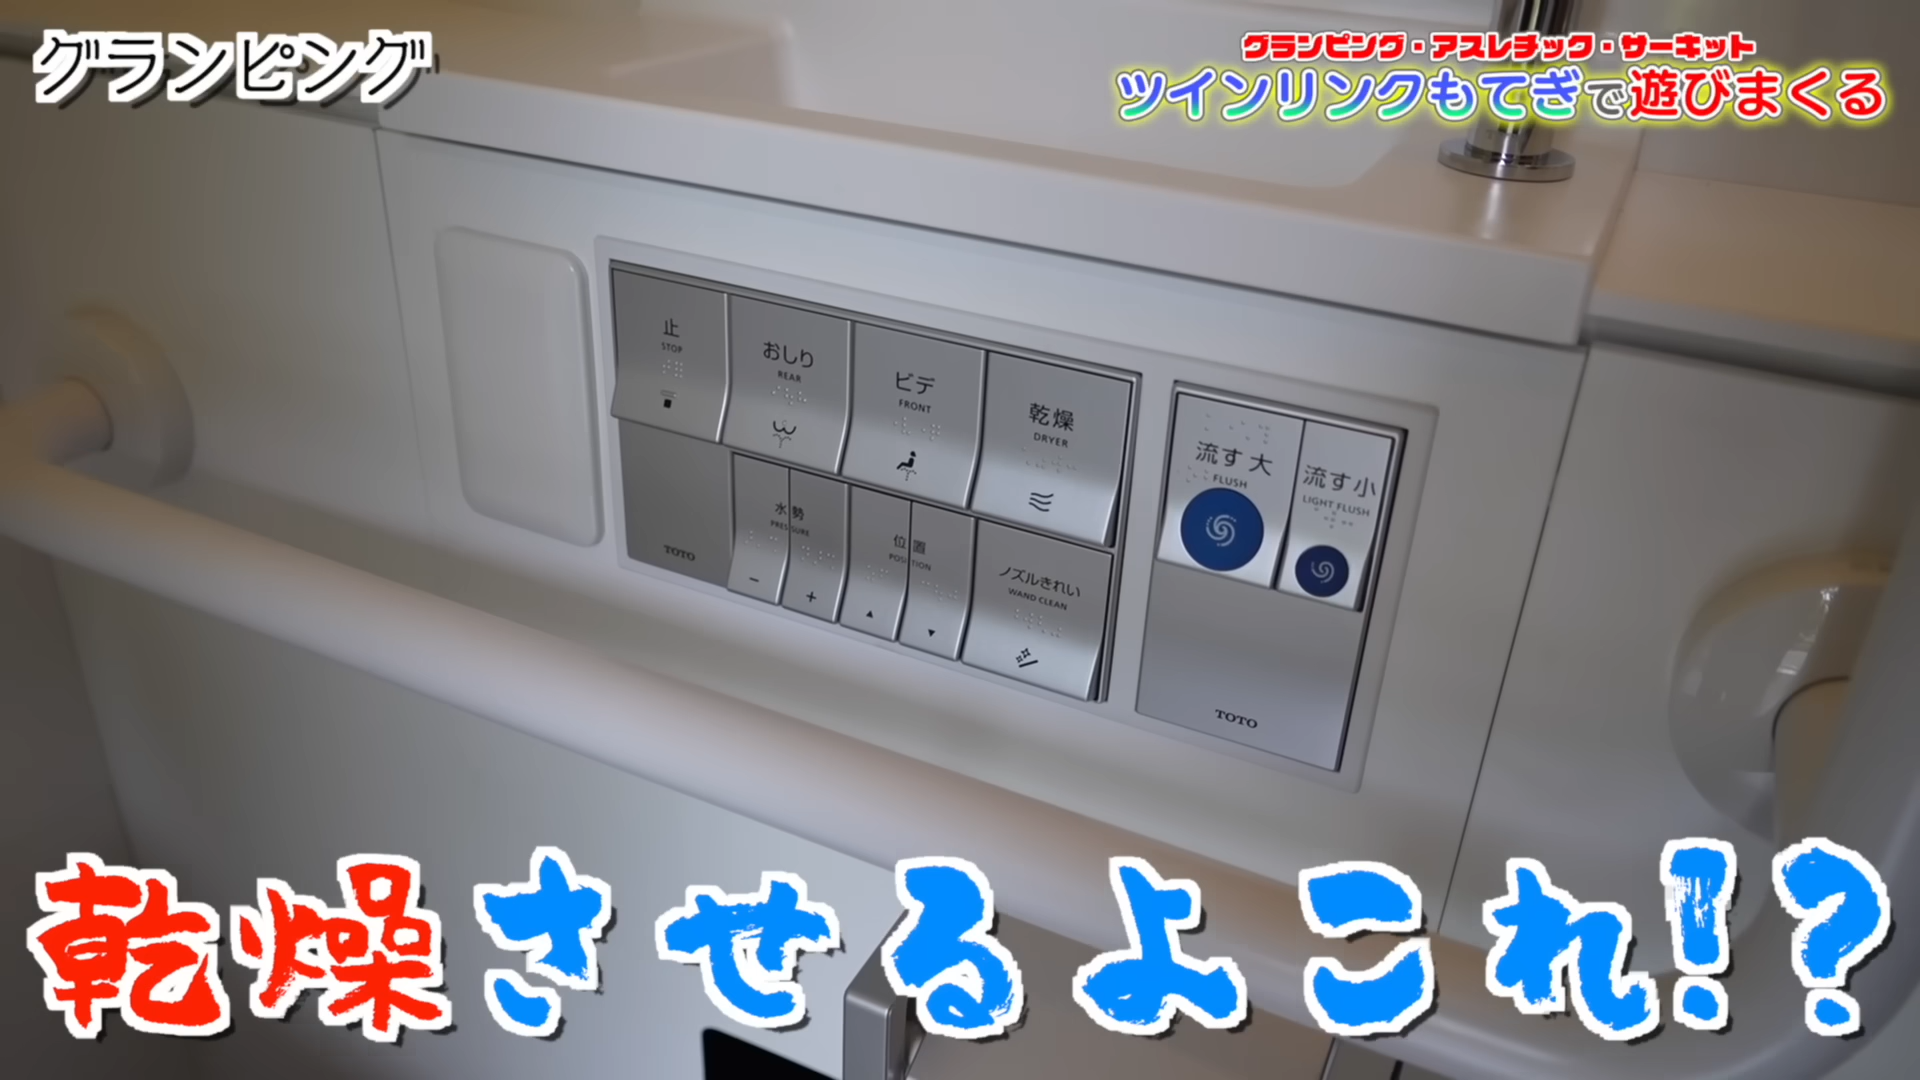 グランピング
グランピング・アスレチック・サーキット
ツインリンクもてぎで遊びまくる
止
STOP
おしり
REAR
ビデ
FRONT
乾燥
DRYER
流す大
FLUSH
流す小
LIGHT FLUSH
TOTO
水勢
PRESSURE
－
＋
位置
POSITION
▲
▼
ノズルきれい
WAND CLEAN
TOTO
乾燥させるよこれ!?